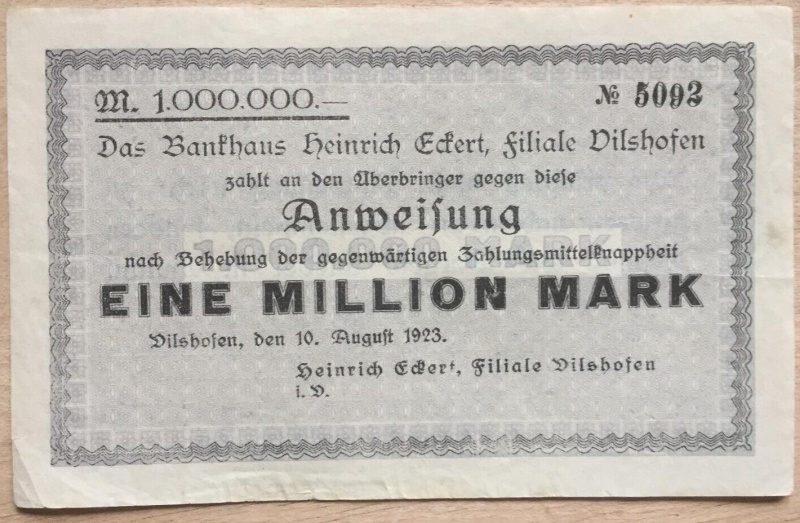 M. 1.000.000.—
№ 5092
Das Bankhaus Heinrich Eckert, Filiale Vilshofen
zahlt an den Überbringer gegen diese
Anweisung
1.000.000 MARK
nach Behebung der gegenwärtigen Zahlungsmittelknappheit
EINE MILLION MARK
Vilshofen, den 10. August 1923.
Heinrich Eckert, Filiale Vilshofen
i. V.